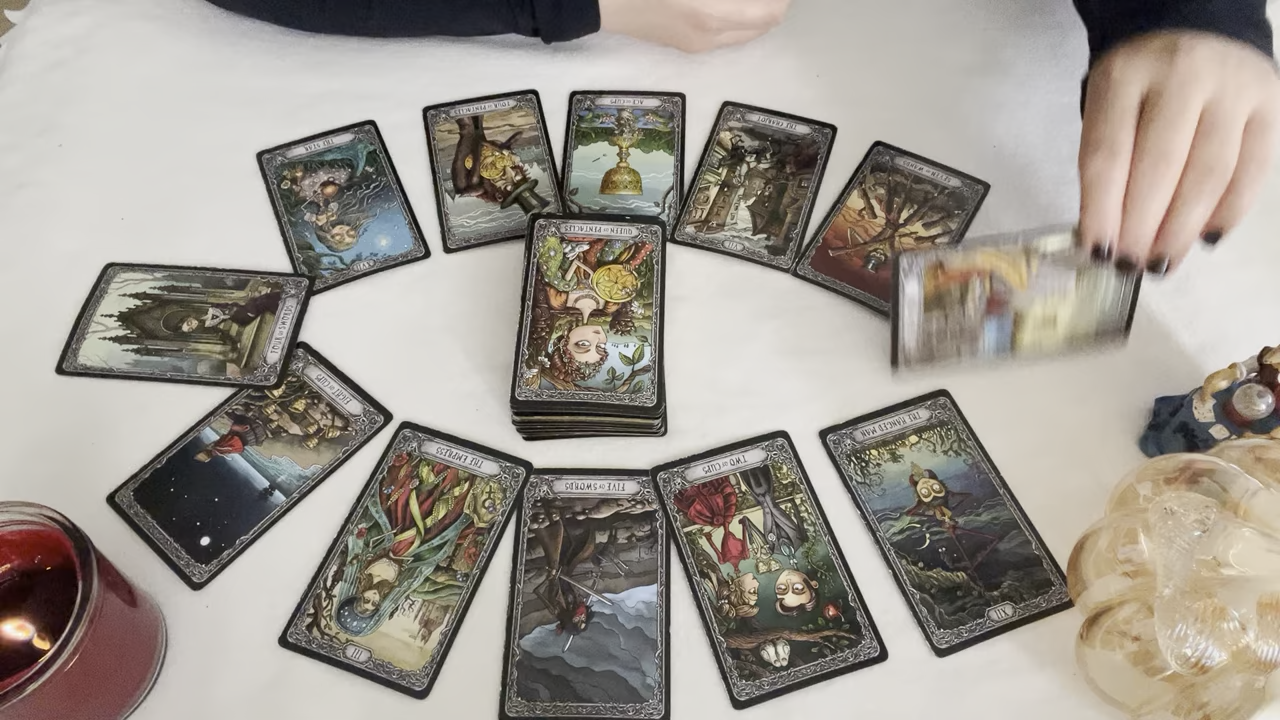 THE STAR
XVII
FOUR OF PENTACLES
ACE OF CUPS
THE CHARIOT
VII
SEVEN OF WANDS
QUEEN OF PENTACLES
FOUR OF SWORDS
EIGHT OF CUPS
THE EMPRESS
III
FIVE OF SWORDS
TWO OF CUPS
THE HANGED MAN
XII